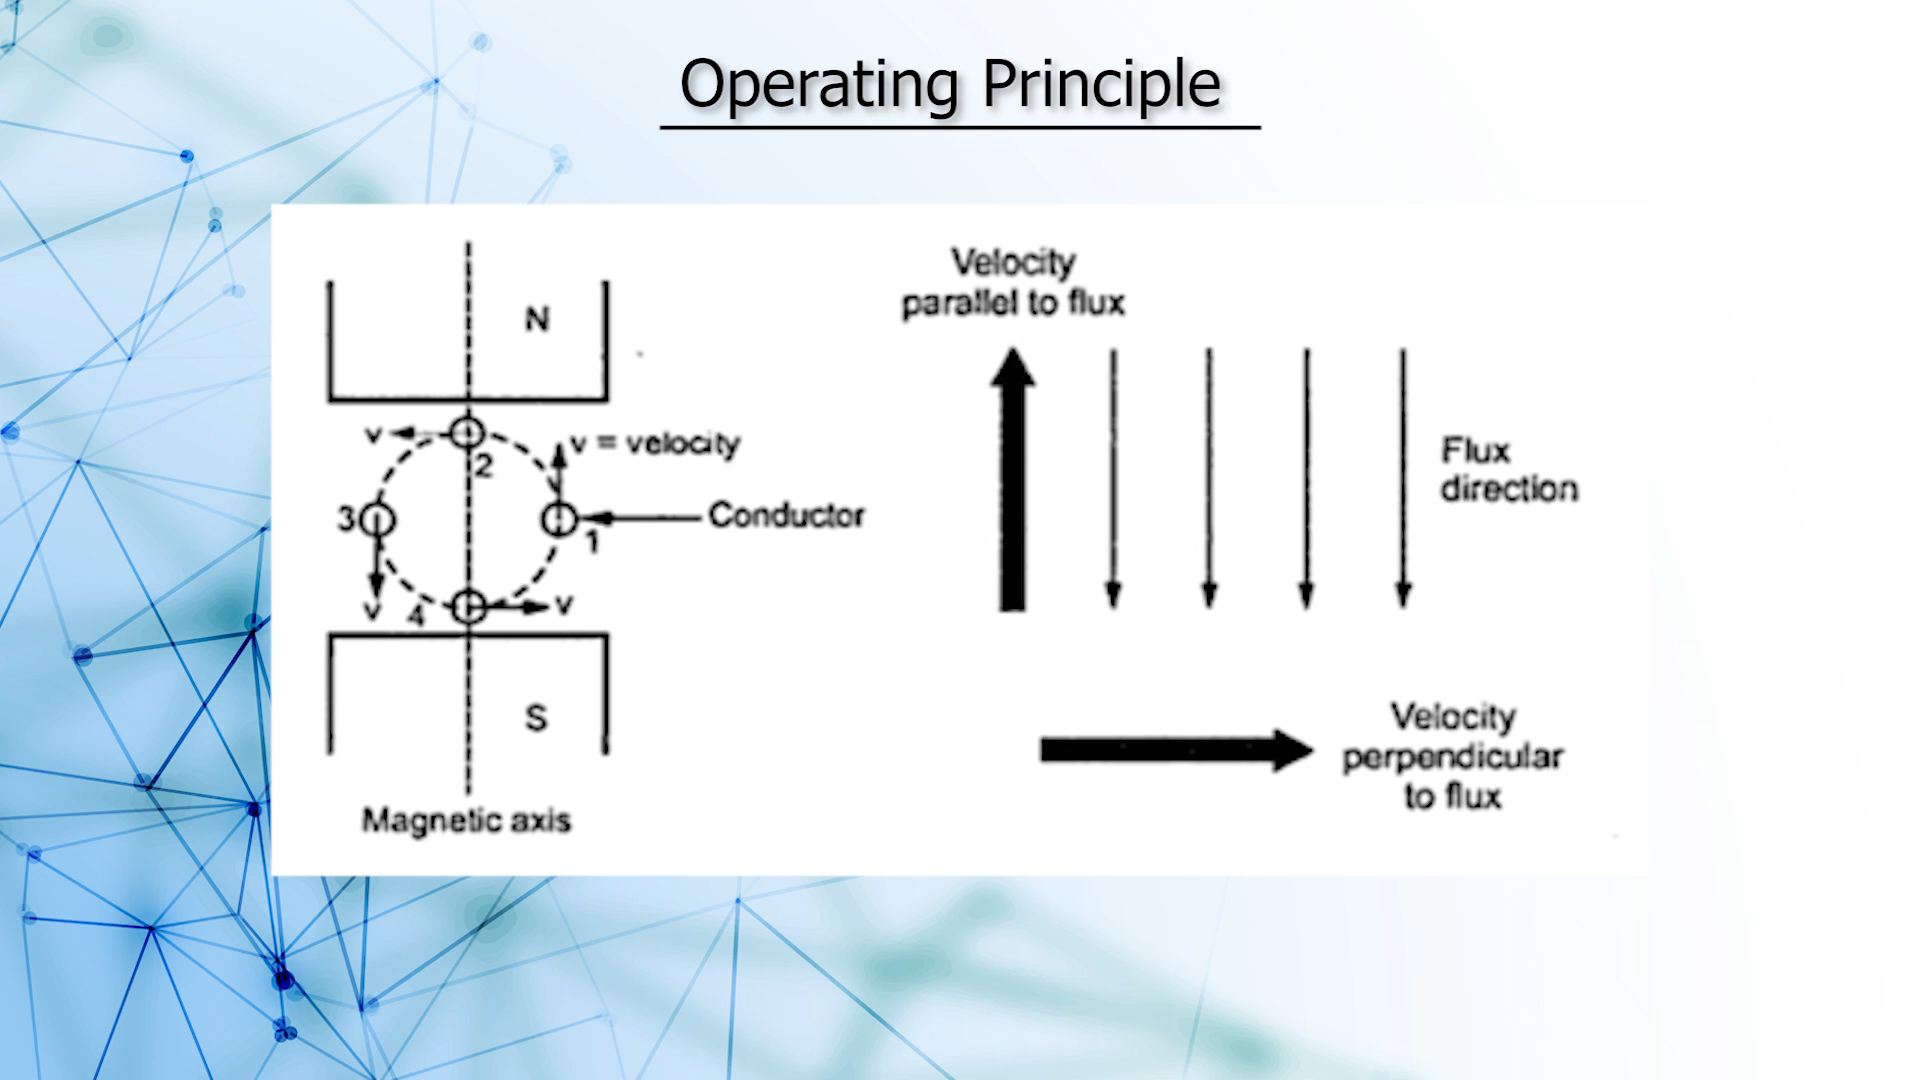 Operating Principle
N
v
2
v = velocity
3
1
Conductor
v
4
v
S
Magnetic axis
Velocity
parallel to flux
Flux
direction
Velocity
perpendicular
to flux